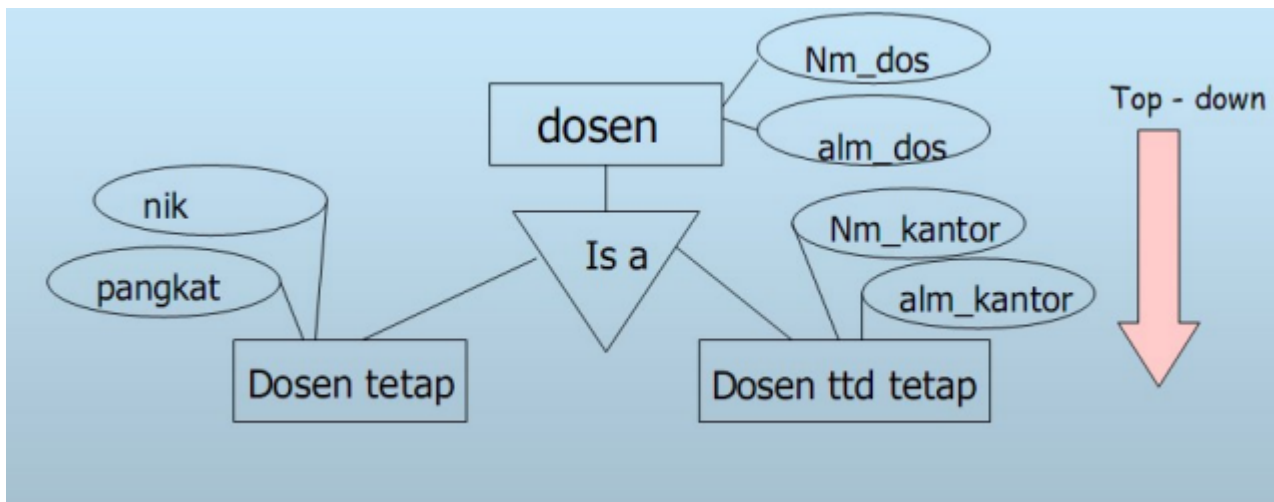 Nm_dos
dosen
Top - down
alm_dos
nik
Nm_kantor
Is a
pangkat
alm_kantor
Dosen tetap
Dosen ttd tetap